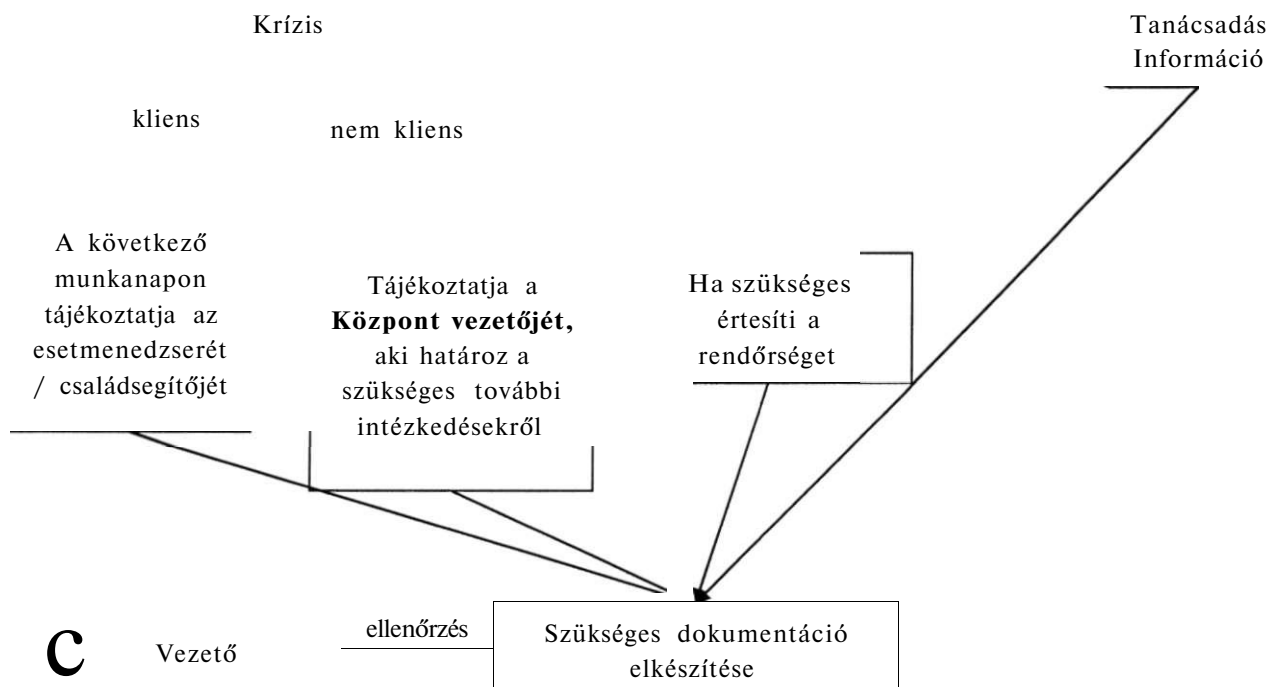 Krízis
Tanácsadás
Információ
kliens
nem kliens
A következő
munkanapon
tájékoztatja az
esetmenedzserét
/ családsegítőjét
Tájékoztatja a
Központ vezetőjét,
aki határoz a
szükséges további
intézkedésekről
Ha szükséges
értesíti a
rendőrséget
c
Vezető
ellenőrzés
Szükséges dokumentáció
elkészítése